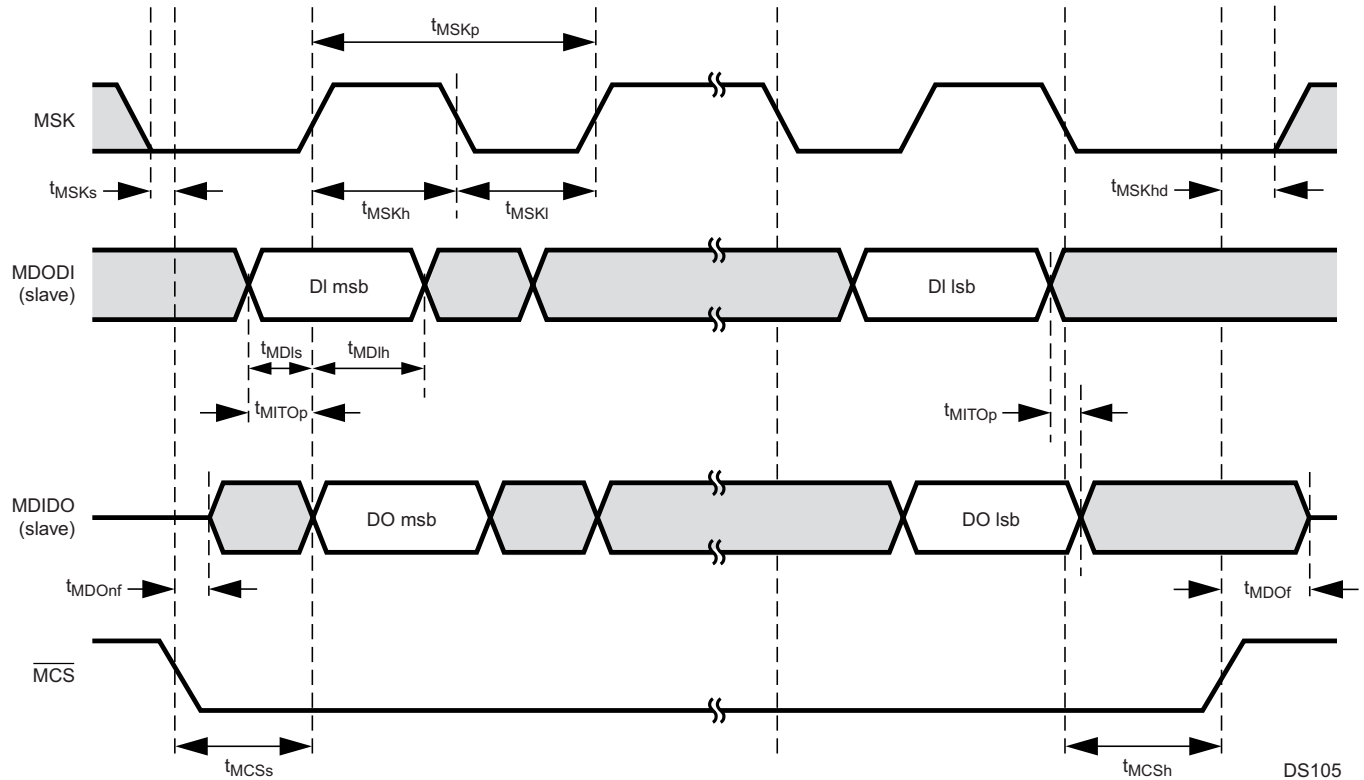 tMSKp
MSK
tMSKs
tMSKh
tMSKl
tMSKhd
MDODI
(slave)
DI msb
DI lsb
tMDIs
tMDIh
tMITOp
tMITOp
MDIDO
(slave)
DO msb
DO lsb
tMDOnf
tMDOf
MCS
tMCSs
tMCSh
DS105